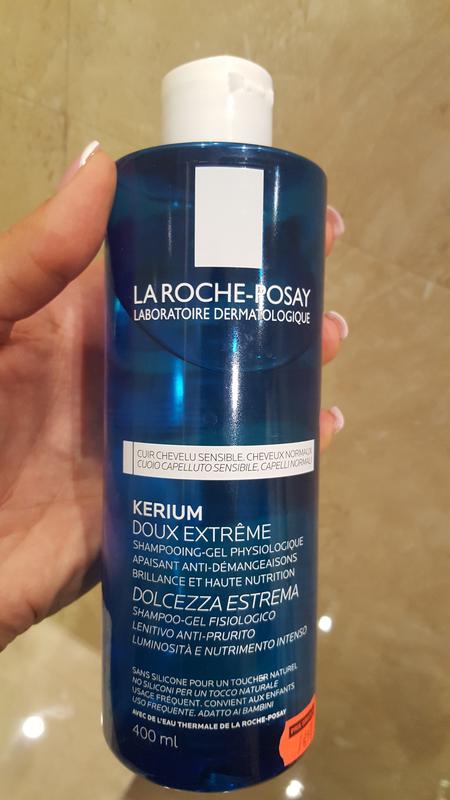 LA ROCHE-POSAY
LABORATOIRE DERMATOLOGIQUE
CUIR CHEVELU SENSIBLE, CHEVEUX NORMAUX
CUOIO CAPELLUTO SENSIBILE, CAPELLI NORMALI
KERIUM
DOUX EXTRÊME
SHAMPOOING-GEL PHYSIOLOGIQUE
APAISANT ANTI-DÉMANGEAISONS
BRILLANCE ET HAUTE NUTRITION
DOLCEZZA ESTREMA
SHAMPOO-GEL FISIOLOGICO
LENITIVO ANTI-PRURITO
LUMINOSITÀ E NUTRIMENTO INTENSO
SANS SILICONE POUR UN TOUCHER NATUREL
NO SILICONI PER UN TOCCO NATURALE
USAGE FRÉQUENT, CONVIENT AUX ENFANTS
USO FREQUENTE, ADATTO AI BAMBINI
AVEC DE L'EAU THERMALE DE LA ROCHE-POSAY
400 ml